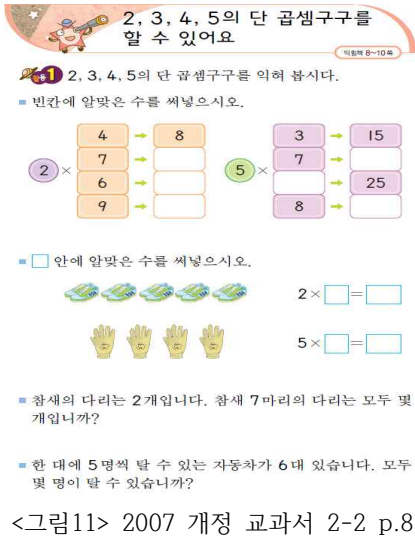 2, 3, 4, 5의 단 곱셈구구를
할 수 있어요
익힘책 8~10쪽
활동 1 2, 3, 4, 5의 단 곱셈구구를 익혀 봅시다.
빈칸에 알맞은 수를 써넣으시오.
2 ×
4 → 8
7 →
6 →
9 →
5 ×
3 → 15
7 →
→ 25
8 →
□ 안에 알맞은 수를 써넣으시오.
2 × □ = □
5 × □ = □
참새의 다리는 2개입니다. 참새 7마리의 다리는 모두 몇
개입니까?
한 대에 5명씩 탈 수 있는 자동차가 6대 있습니다. 모두
몇 명이 탈 수 있습니까?
<그림11> 2007 개정 교과서 2-2 p.8